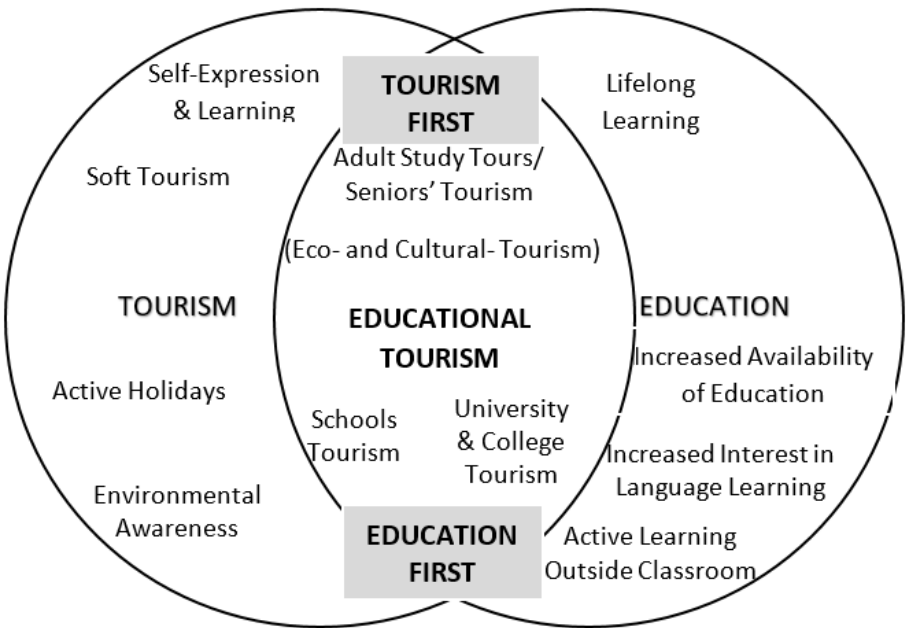 Self-Expression
& Learning
Soft Tourism
TOURISM
Active Holidays
Environmental
Awareness
TOURISM
FIRST
Adult Study Tours/
Seniors’ Tourism
(Eco- and Cultural- Tourism)
EDUCATIONAL
TOURISM
Schools
Tourism
University
& College
Tourism
EDUCATION
FIRST
Lifelong
Learning
EDUCATION
Increased Availability
of Education
Increased Interest in
Language Learning
Active Learning
Outside Classroom